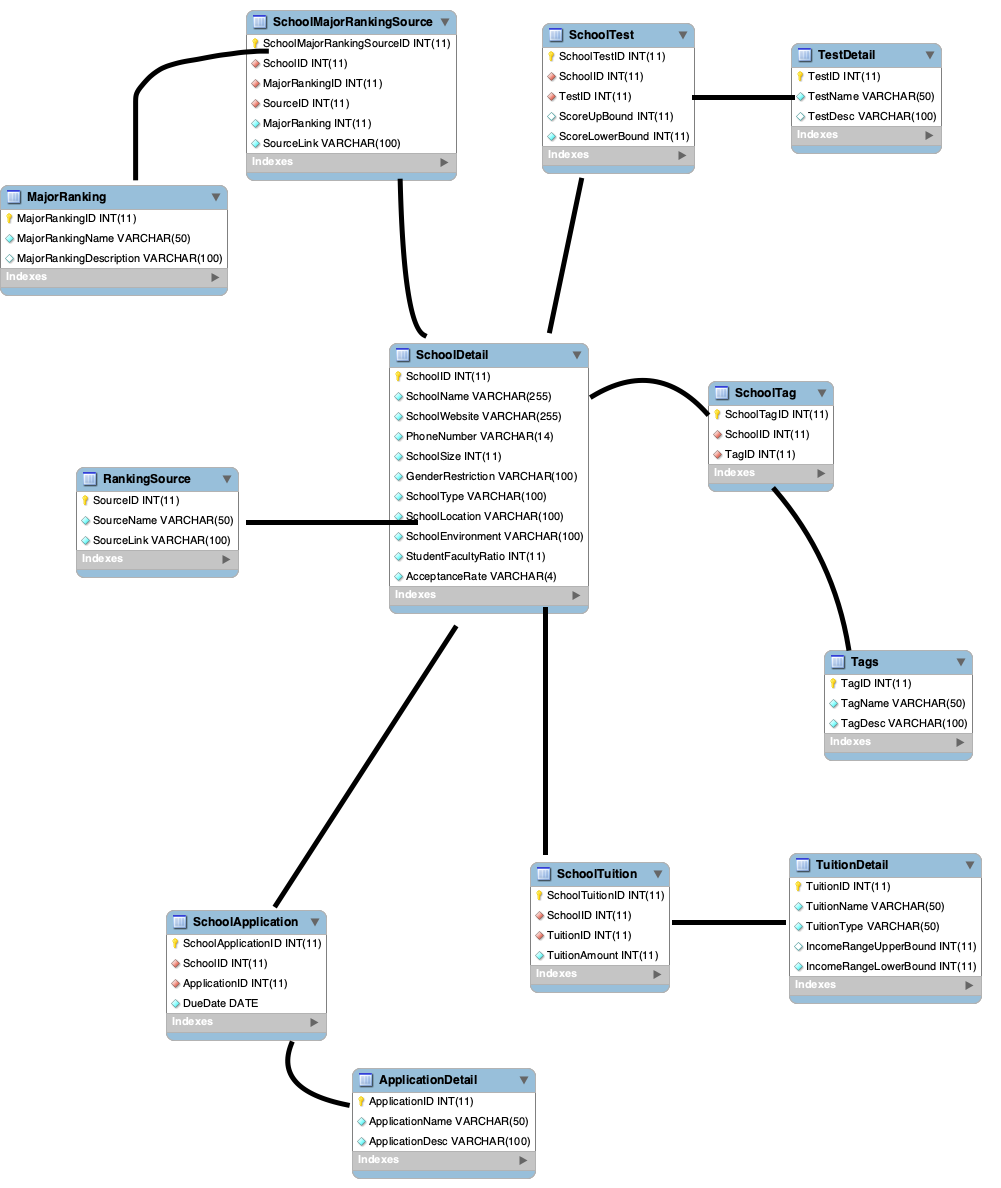 SchoolMajorRankingSource
SchoolMajorRankingSourceID INT(11)
SchoolID INT(11)
MajorRankingID INT(11)
SourceID INT(11)
MajorRanking INT(11)
SourceLink VARCHAR(100)
Indexes
SchoolTest
SchoolTestID INT(11)
SchoolID INT(11)
TestID INT(11)
ScoreUpBound INT(11)
ScoreLowerBound INT(11)
Indexes
TestDetail
TestID INT(11)
TestName VARCHAR(50)
TestDesc VARCHAR(100)
Indexes
MajorRanking
MajorRankingID INT(11)
MajorRankingName VARCHAR(50)
MajorRankingDescription VARCHAR(100)
Indexes
SchoolDetail
SchoolID INT(11)
SchoolName VARCHAR(255)
SchoolWebsite VARCHAR(255)
PhoneNumber VARCHAR(14)
SchoolSize INT(11)
GenderRestriction VARCHAR(100)
SchoolType VARCHAR(100)
SchoolLocation VARCHAR(100)
SchoolEnvironment VARCHAR(100)
StudentFacultyRatio INT(11)
AcceptanceRate VARCHAR(4)
Indexes
SchoolTag
SchoolTagID INT(11)
SchoolID INT(11)
TagID INT(11)
Indexes
RankingSource
SourceID INT(11)
SourceName VARCHAR(50)
SourceLink VARCHAR(100)
Indexes
Tags
TagID INT(11)
TagName VARCHAR(50)
TagDesc VARCHAR(100)
Indexes
SchoolTuition
SchoolTuitionID INT(11)
SchoolID INT(11)
TuitionID INT(11)
TuitionAmount INT(11)
Indexes
TuitionDetail
TuitionID INT(11)
TuitionName VARCHAR(50)
TuitionType VARCHAR(50)
IncomeRangeUpperBound INT(11)
IncomeRangeLowerBound INT(11)
Indexes
SchoolApplication
SchoolApplicationID INT(11)
SchoolID INT(11)
ApplicationID INT(11)
DueDate DATE
Indexes
ApplicationDetail
ApplicationID INT(11)
ApplicationName VARCHAR(50)
ApplicationDesc VARCHAR(100)
Indexes